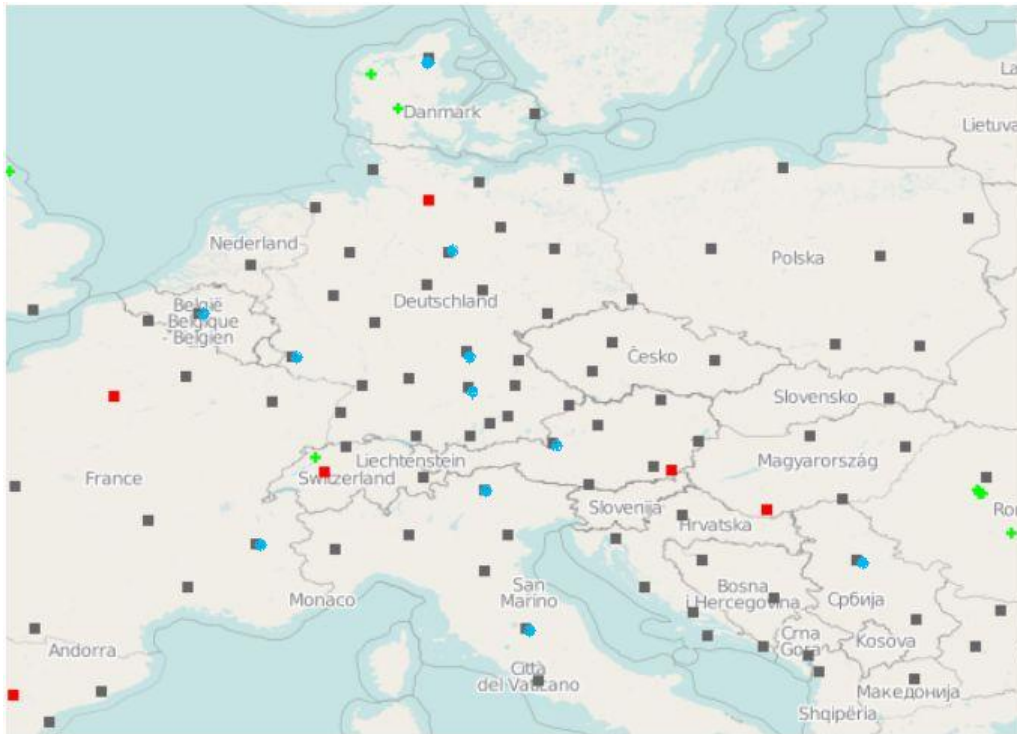 Danmark
La
Lietuva
Nederland
Polska
België
Belgique
- Belgien
Deutschland
Česko
Slovensko
Liechtenstein
Magyarország
France
Switzerland
Slovenija
Ron
Hrvatska
San
Marino
Bosna
i Hercegovina
Србија
Monaco
Crna
Gora
Kosova
Andorra
Città
del Vaticano
Македонија
Shqipëria